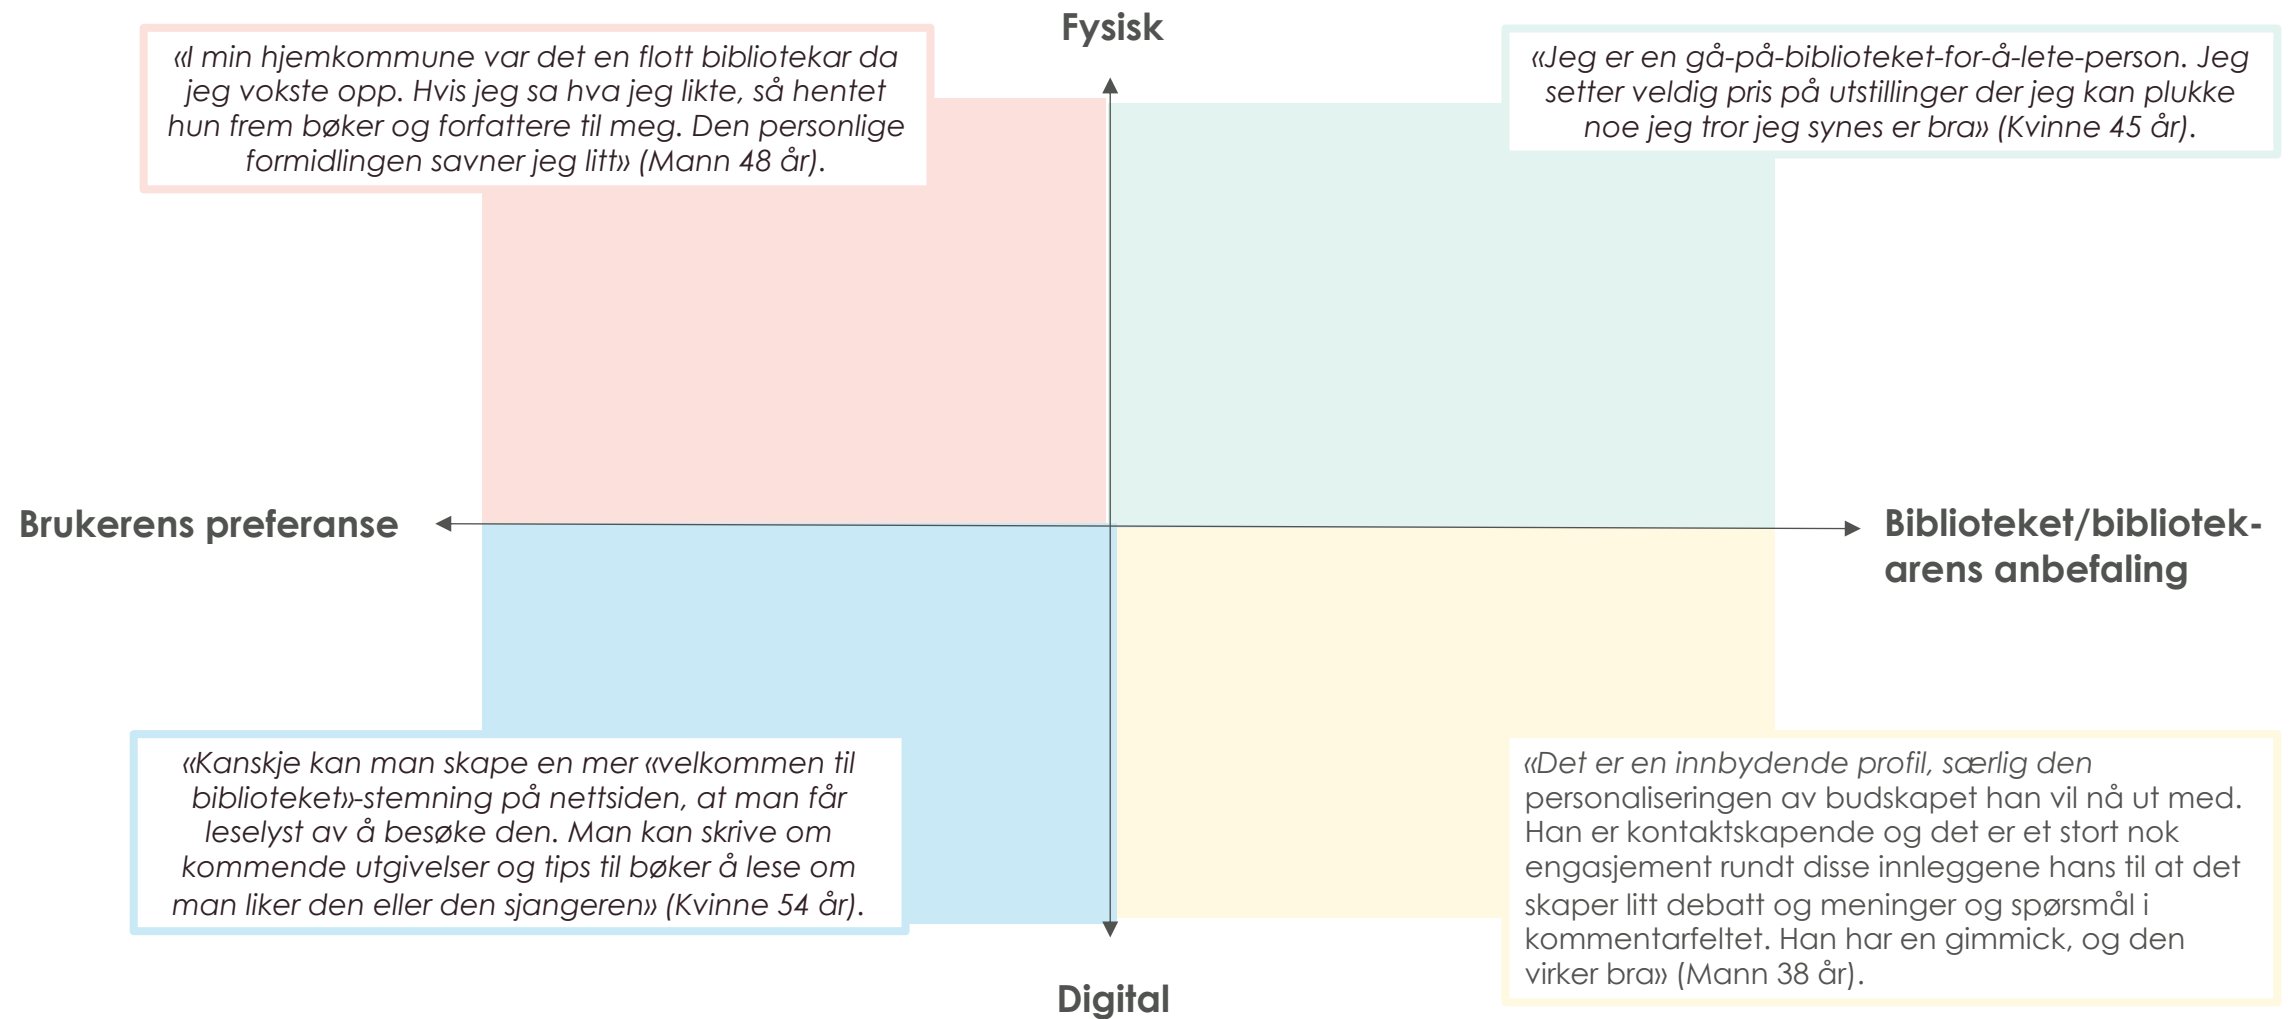 Fysisk
«I min hjemkommune var det en flott bibliotekar da
jeg vokste opp. Hvis jeg sa hva jeg likte, så hentet
hun frem bøker og forfattere til meg. Den personlige
formidlingen savner jeg litt» (Mann 48 år).
«Jeg er en gå-på-biblioteket-for-å-lete-person. Jeg
setter veldig pris på utstillinger der jeg kan plukke
noe jeg tror jeg synes er bra» (Kvinne 45 år).
Brukerens preferanse
Biblioteket/bibliotek-
arens anbefaling
«Kanskje kan man skape en mer «velkommen til
biblioteket»-stemning på nettsiden, at man får
leselyst av å besøke den. Man kan skrive om
kommende utgivelser og tips til bøker å lese om
man liker den eller den sjangeren» (Kvinne 54 år).
«Det er en innbydende profil, særlig den
personaliseringen av budskapet han vil nå ut med.
Han er kontaktskapende og det er et stort nok
engasjement rundt disse innleggene hans til at det
skaper litt debatt og meninger og spørsmål i
kommentarfeltet. Han har en gimmick, og den
virker bra» (Mann 38 år).
Digital